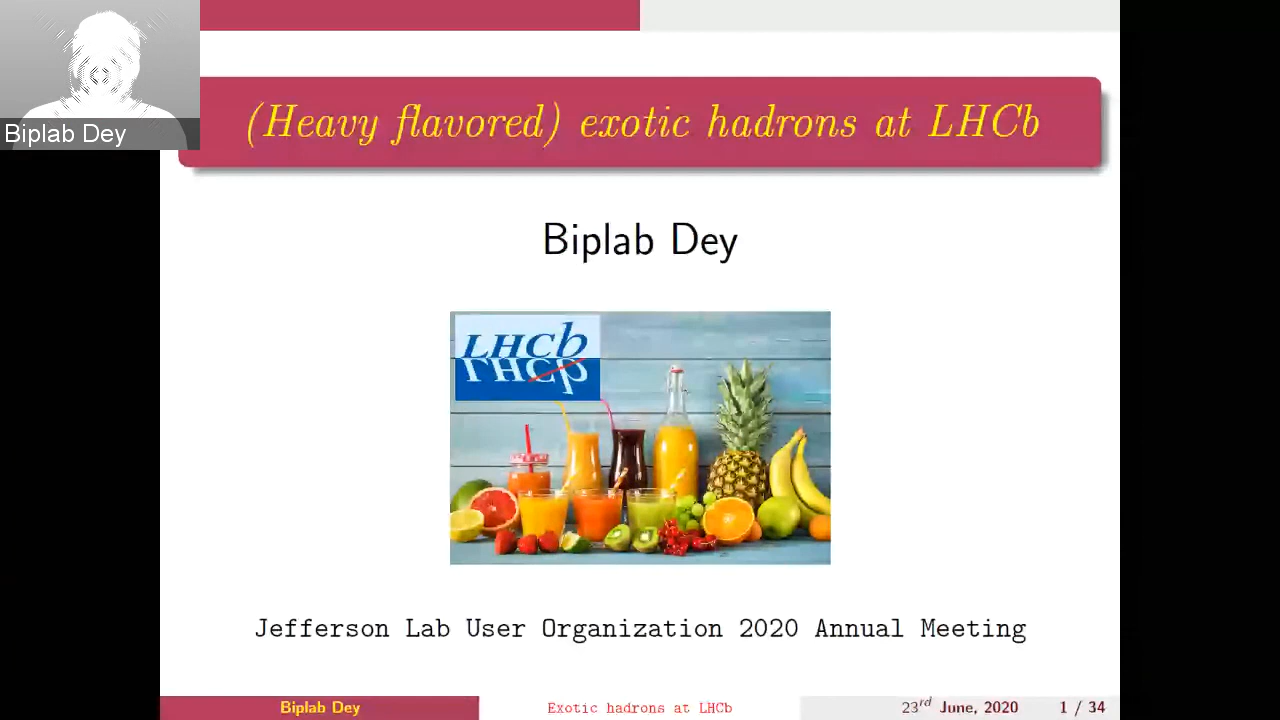 Biplab Dey
(Heavy flavored) exotic hadrons at LHCb
Biplab Dey
LHCb
LHCb
Jefferson Lab User Organization 2020 Annual Meeting
Biplab Dey
Exotic hadrons at LHCb
23rd June, 2020
1 / 34